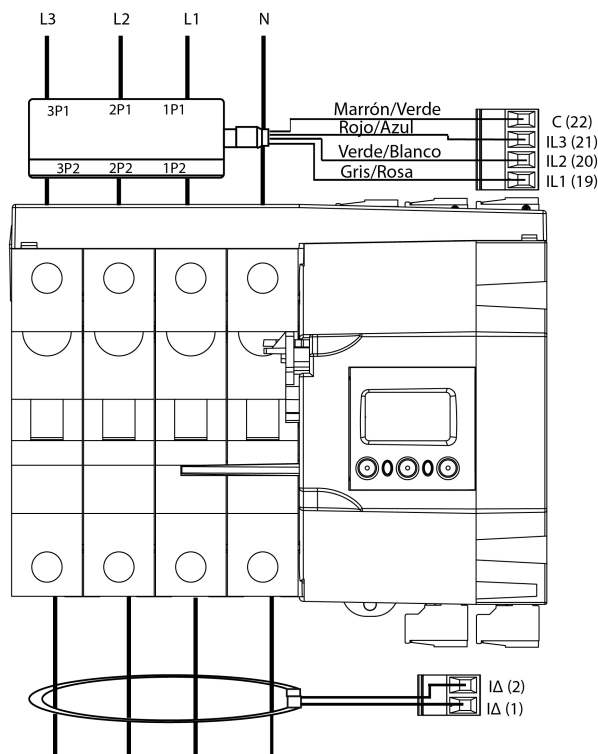 L3 L2 L1 N
3P1 2P1 1P1
3P2 2P2 1P2
Marrón/Verde
Rojo/Azul
Verde/Blanco
Gris/Rosa
C (22)
IL3 (21)
IL2 (20)
IL1 (19)
IΔ (2)
IΔ (1)